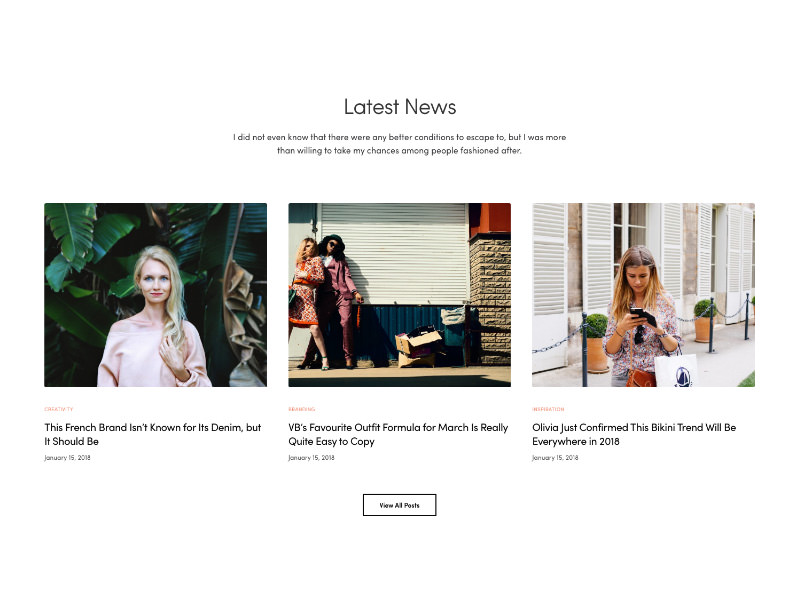 Latest News
I did not even know that there were any better conditions to escape to, but I was more
than willing to take my chances among people fashioned after.
CREATIVITY
This French Brand Isn't Known for Its Denim, but
It Should Be
January 15, 2018
BRANDING
VB's Favourite Outfit Formula for March Is Really
Quite Easy to Copy
January 15, 2018
INSPIRATION
Olivia Just Confirmed This Bikini Trend Will Be
Everywhere in 2018
January 15, 2018
View All Posts